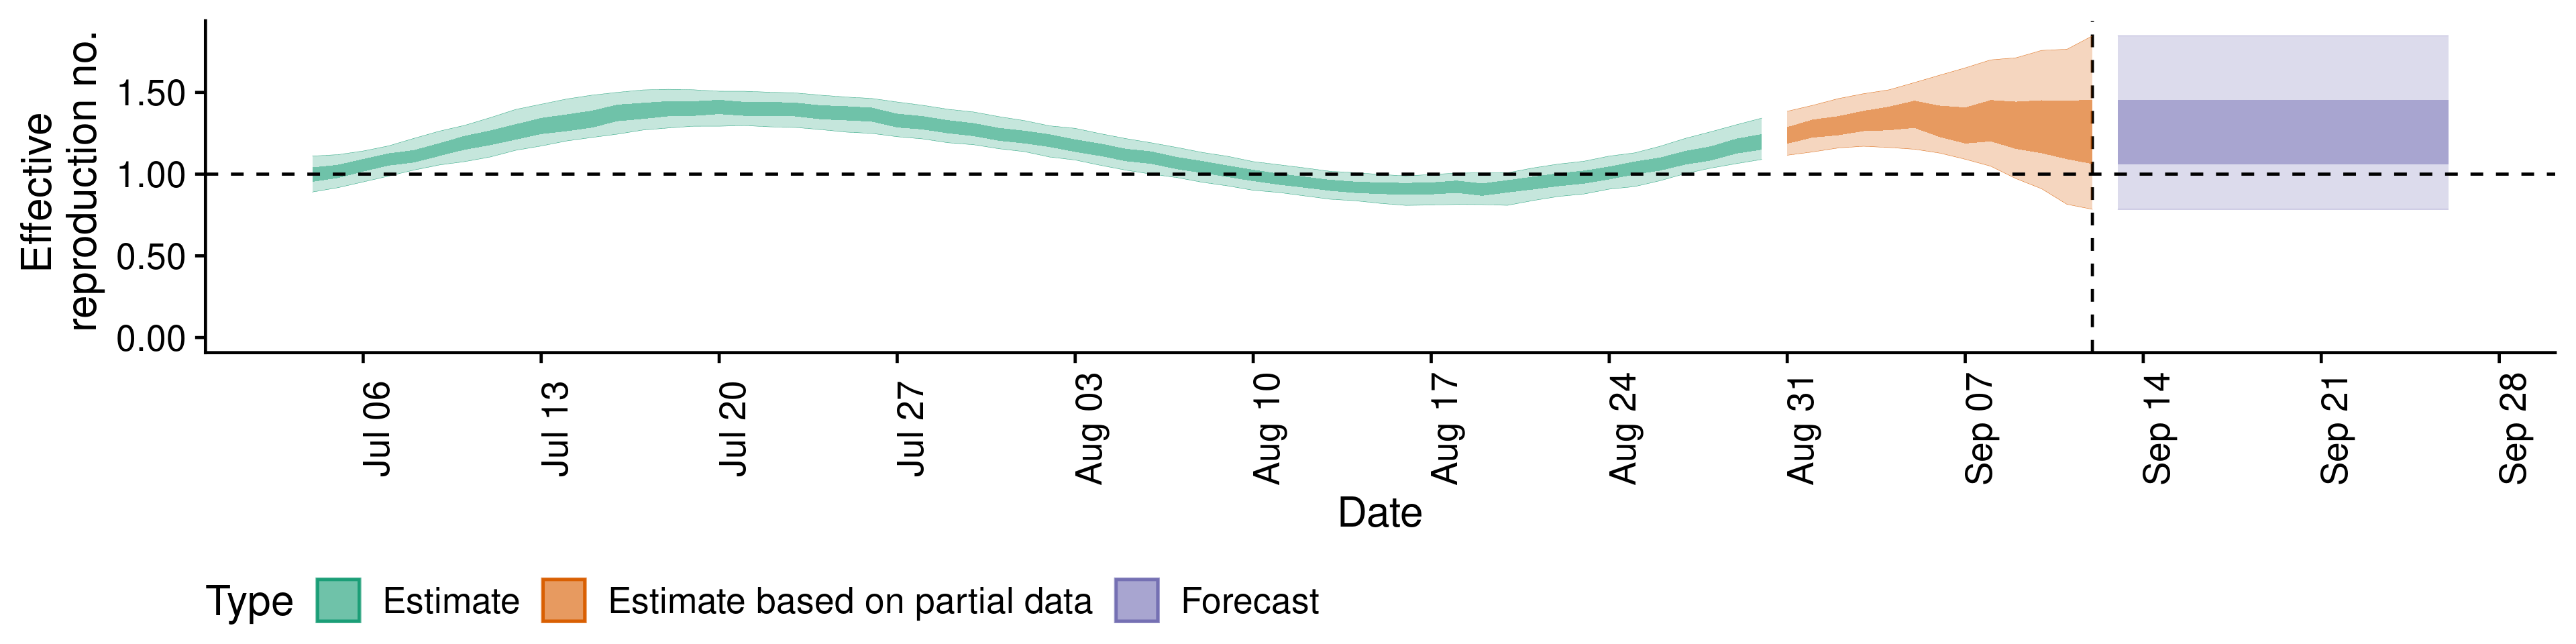 Effective
reproduction no.
1.50
1.00
0.50
0.00
Jul 06
Jul 13
Jul 20
Jul 27
Aug 03
Aug 10
Aug 17
Aug 24
Aug 31
Sep 07
Sep 14
Sep 21
Sep 28
Date
Type Estimate Estimate based on partial data Forecast